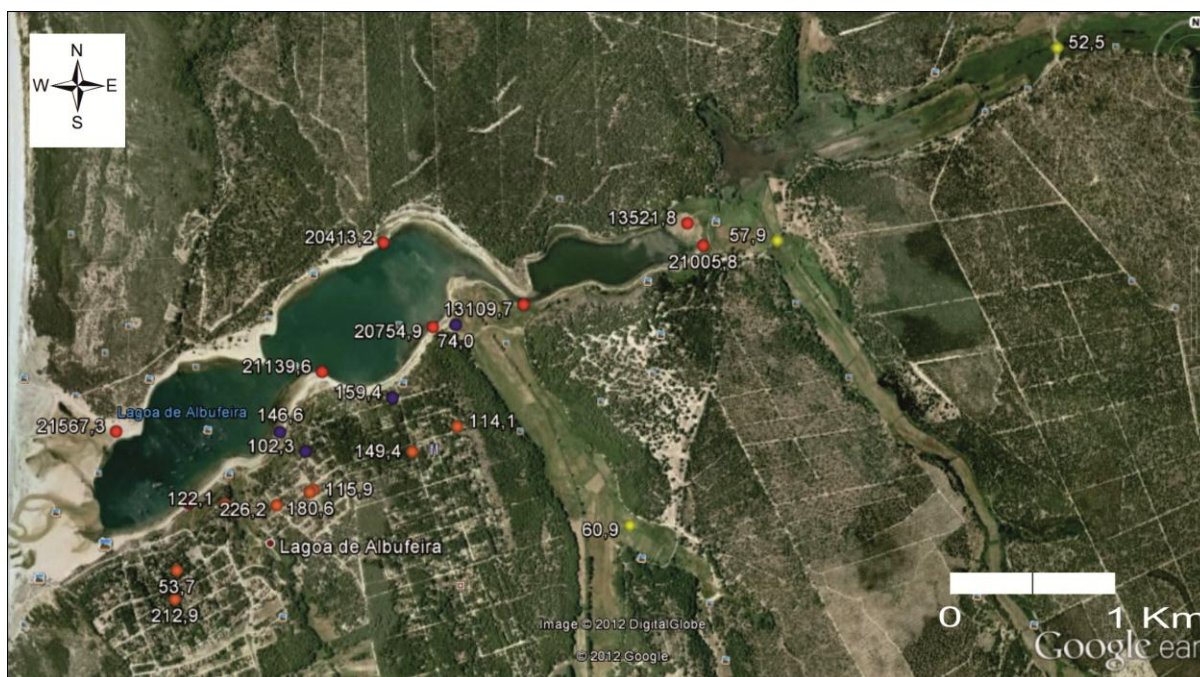 N
N
W E
S
52,5
13521,8
57,9
20413,2
21005,8
13109,7
20754,9
74,0
21139,6
159,4
Lagoa de Albufeira
146,6
114,1
21567,3
102,3
149,4
115,9
122,1
226,2
180,6
60,9
Lagoa de Albufeira
53,7
212,9
0 1 Km
Image © 2012 DigitalGlobe
© 2012 Google
Google ear